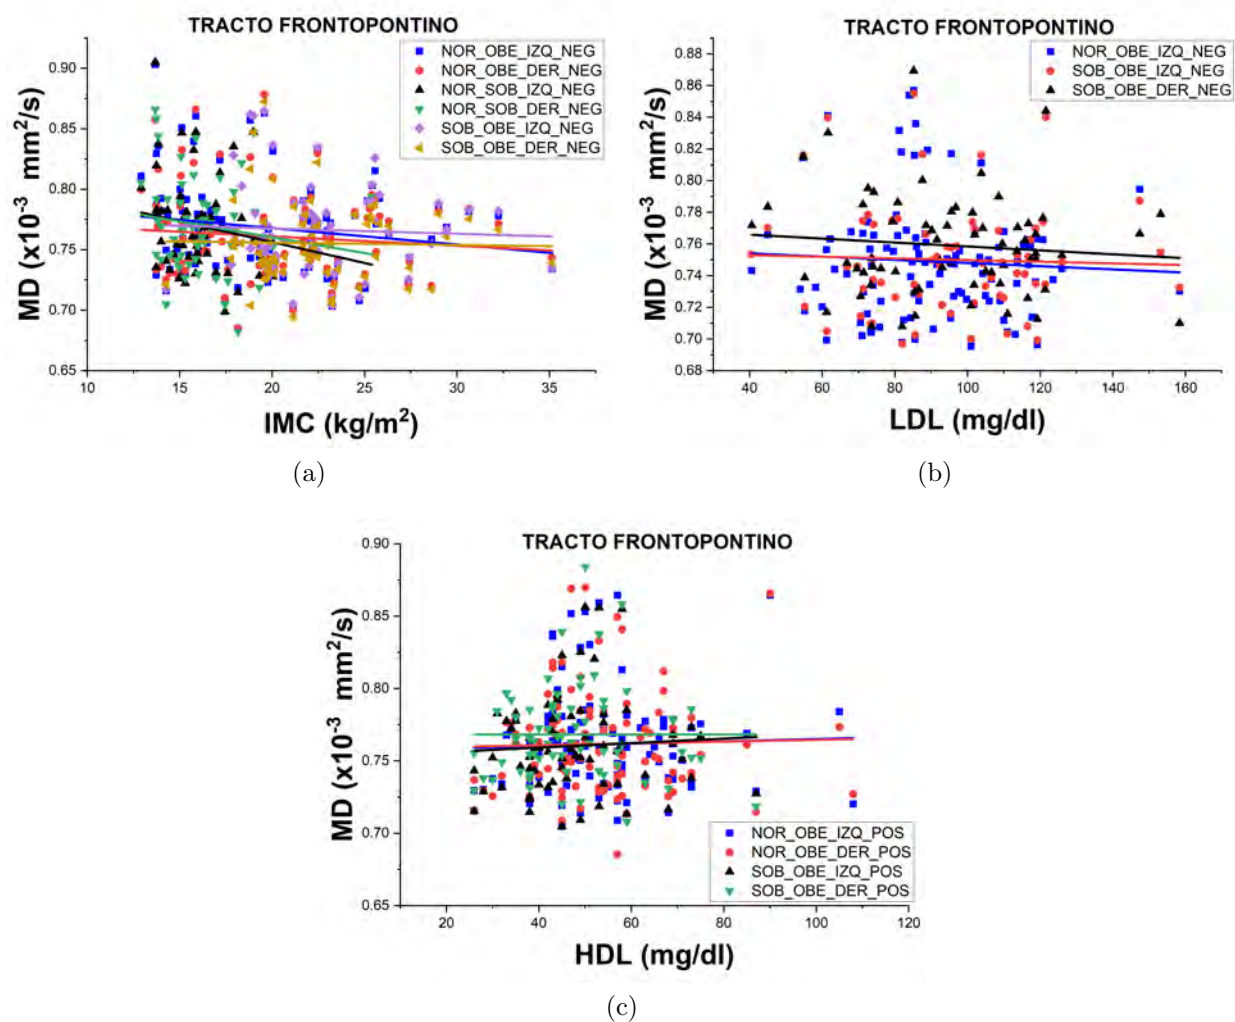 TRACTO FRONTOPONTINO
NOR_OBE_IZQ_NEG
NOR_OBE_DER_NEG
NOR_SOB_IZQ_NEG
NOR_SOB_DER_NEG
SOB_OBE_IZQ_NEG
SOB_OBE_DER_NEG
MD (x10⁻³ mm²/s)
0.90
0.85
0.80
0.75
0.70
0.65
10 15 20 25 30 35
IMC (kg/m²)
(a)
TRACTO FRONTOPONTINO
NOR_OBE_IZQ_NEG
SOB_OBE_IZQ_NEG
SOB_OBE_DER_NEG
MD (x10⁻³ mm²/s)
0.88
0.86
0.84
0.82
0.80
0.78
0.76
0.74
0.72
0.70
0.68
40 60 80 100 120 140 160
LDL (mg/dl)
(b)
TRACTO FRONTOPONTINO
MD (x10⁻³ mm²/s)
0.90
0.85
0.80
0.75
0.70
0.65
NOR_OBE_IZQ_POS
NOR_OBE_DER_POS
SOB_OBE_IZQ_POS
SOB_OBE_DER_POS
20 40 60 80 100 120
HDL (mg/dl)
(c)